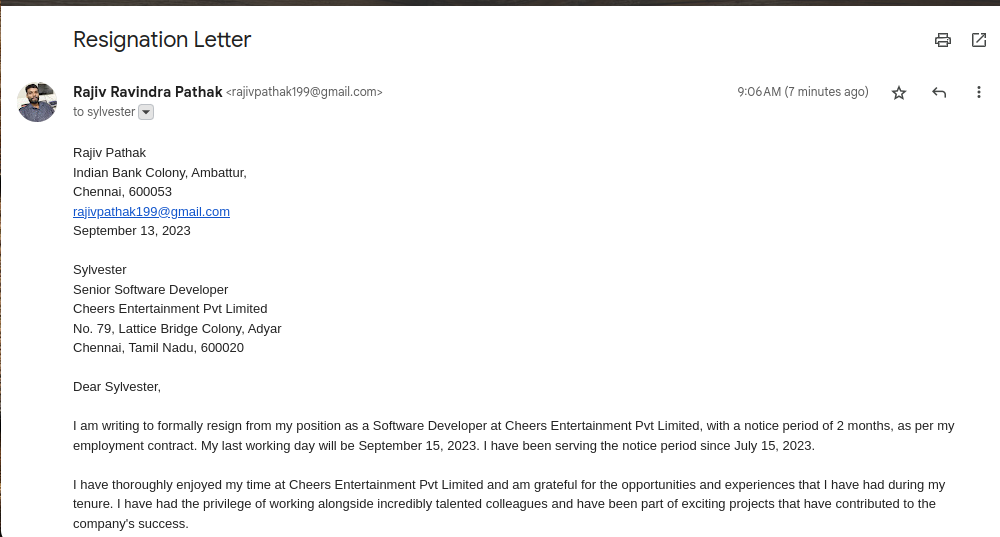 Resignation Letter
Rajiv Ravindra Pathak <rajivpathak199@gmail.com>
9:06 AM (7 minutes ago)
to sylvester
Rajiv Pathak
Indian Bank Colony, Ambattur,
Chennai, 600053
rajivpathak199@gmail.com
September 13, 2023
Sylvester
Senior Software Developer
Cheers Entertainment Pvt Limited
No. 79, Lattice Bridge Colony, Adyar
Chennai, Tamil Nadu, 600020
Dear Sylvester,
I am writing to formally resign from my position as a Software Developer at Cheers Entertainment Pvt Limited, with a notice period of 2 months, as per my
employment contract. My last working day will be September 15, 2023. I have been serving the notice period since July 15, 2023.
I have thoroughly enjoyed my time at Cheers Entertainment Pvt Limited and am grateful for the opportunities and experiences that I have had during my
tenure. I have had the privilege of working alongside incredibly talented colleagues and have been part of exciting projects that have contributed to the
company's success.